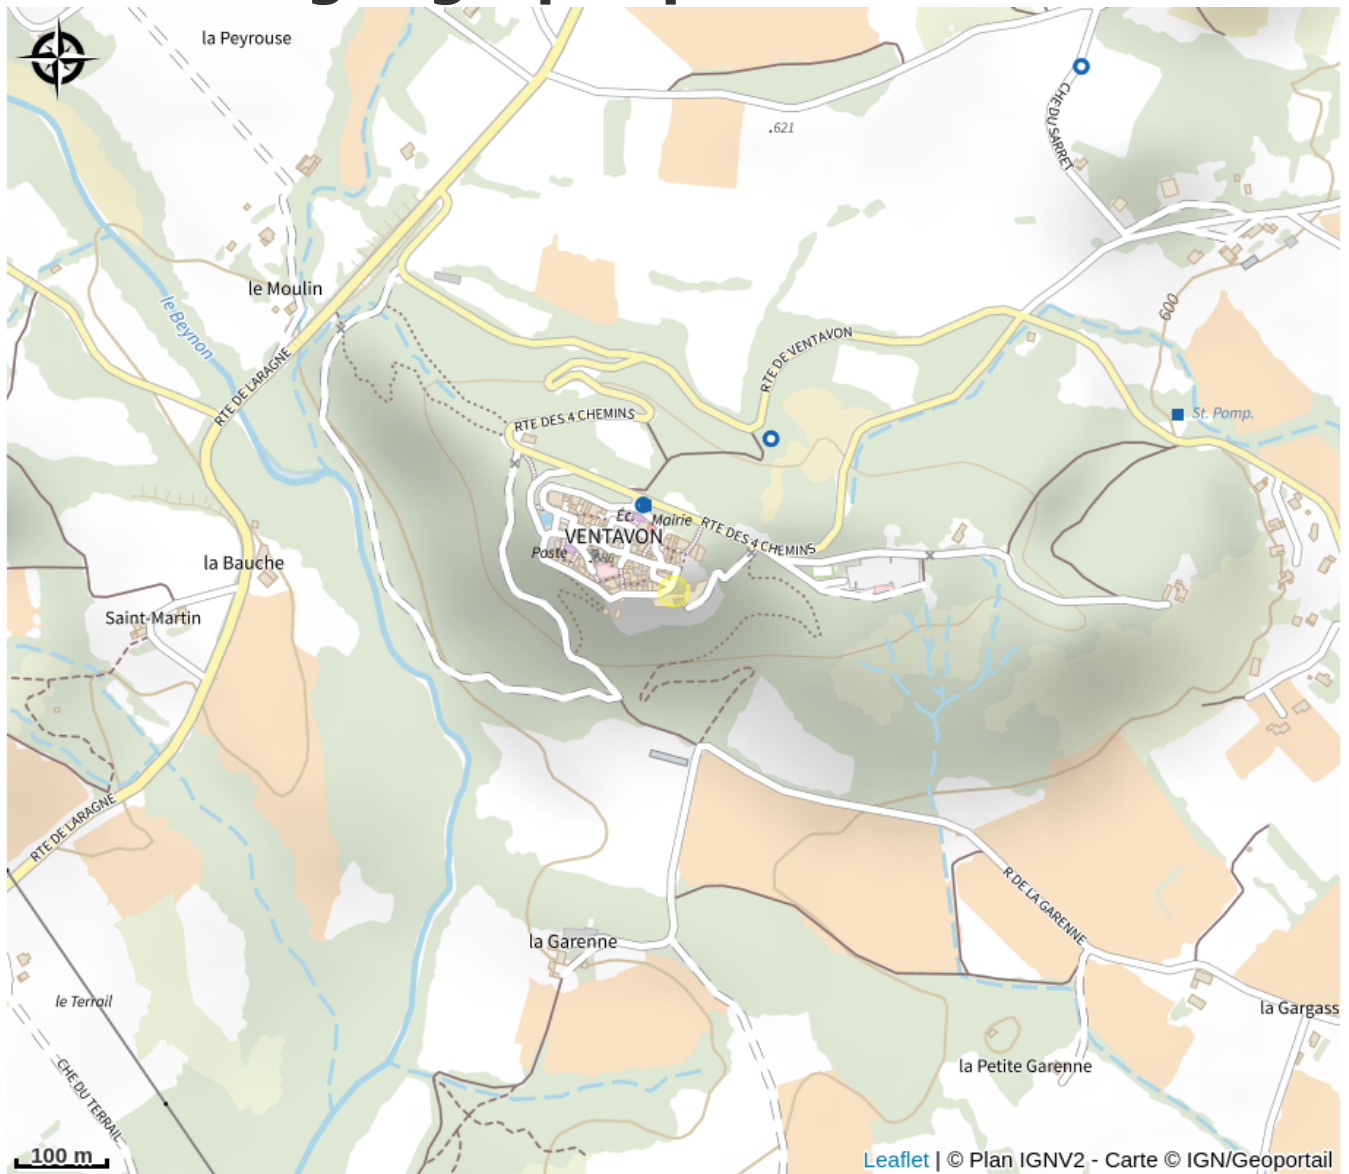 la Peyrouse
.621
CHE DU SARRET
le Moulin
le Beynon
600
RTE DE VENTAVON
RTE DE LARAGNE
RTE DES 4 CHEMINS
St. Pomp.
Éc.
Mairie
RTE DES 4 CHEMINS
VENTAVON
Poste
la Bauche
Saint-Martin
RTE DE LARAGNE
R DE LA GARENNE
la Garenne
le Terrail
la Gargass
la Petite Garenne
CHE DU TERRAIL
100 m
Leaflet | © Plan IGNV2 - Carte © IGN/Geoportail